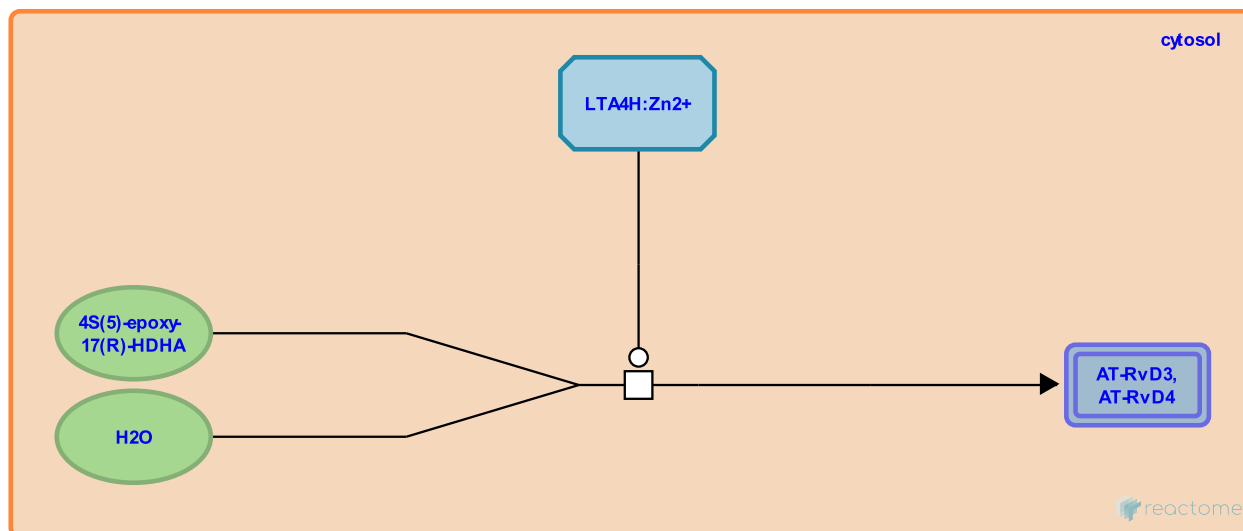 cytosol
LTA4H:Zn2+
4S(5)-epoxy-
17(R)-HDHA
H2O
AT-RvD3,
AT-RvD4
reactome